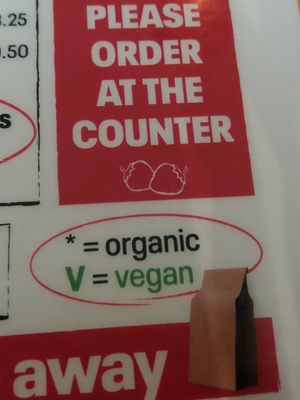 .25
.50
s
PLEASE
ORDER
AT THE
COUNTER
* = organic
V = vegan
away